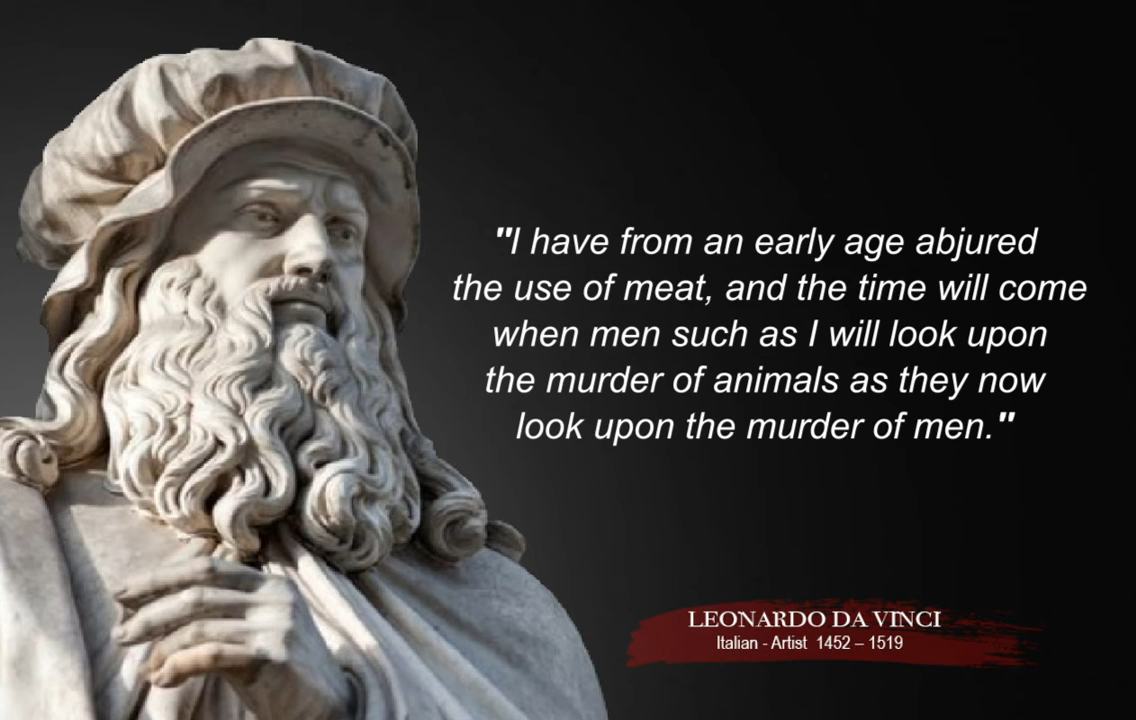 "I have from an early age abjured
the use of meat, and the time will come
when men such as I will look upon
the murder of animals as they now
look upon the murder of men."
LEONARDO DA VINCI
Italian - Artist 1452 – 1519